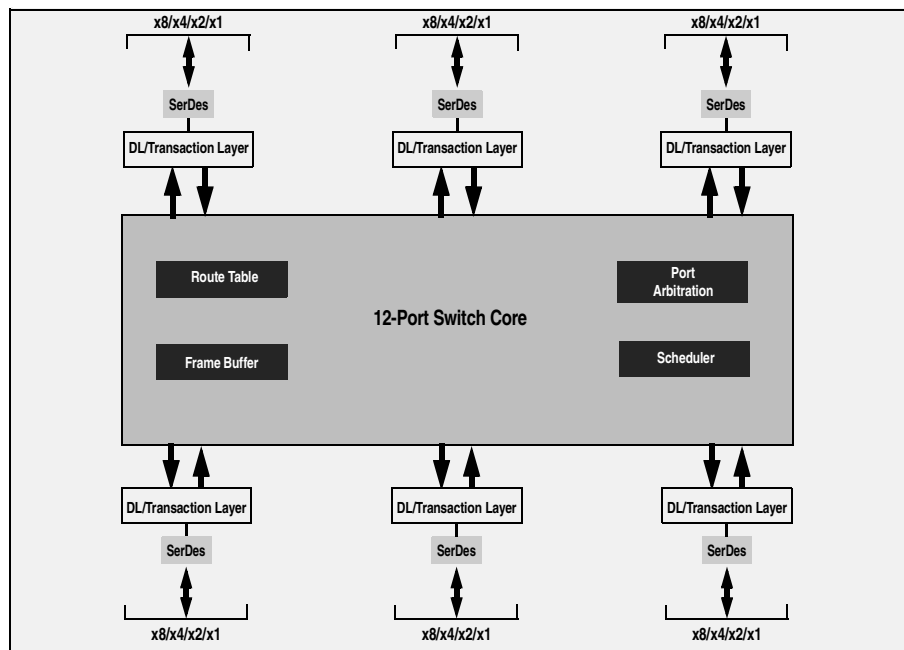 x8/x4/x2/x1
x8/x4/x2/x1
x8/x4/x2/x1
SerDes
SerDes
SerDes
DL/Transaction Layer
DL/Transaction Layer
DL/Transaction Layer
Route Table
Port
Arbitration
12-Port Switch Core
Frame Buffer
Scheduler
DL/Transaction Layer
DL/Transaction Layer
DL/Transaction Layer
SerDes
SerDes
SerDes
x8/x4/x2/x1
x8/x4/x2/x1
x8/x4/x2/x1